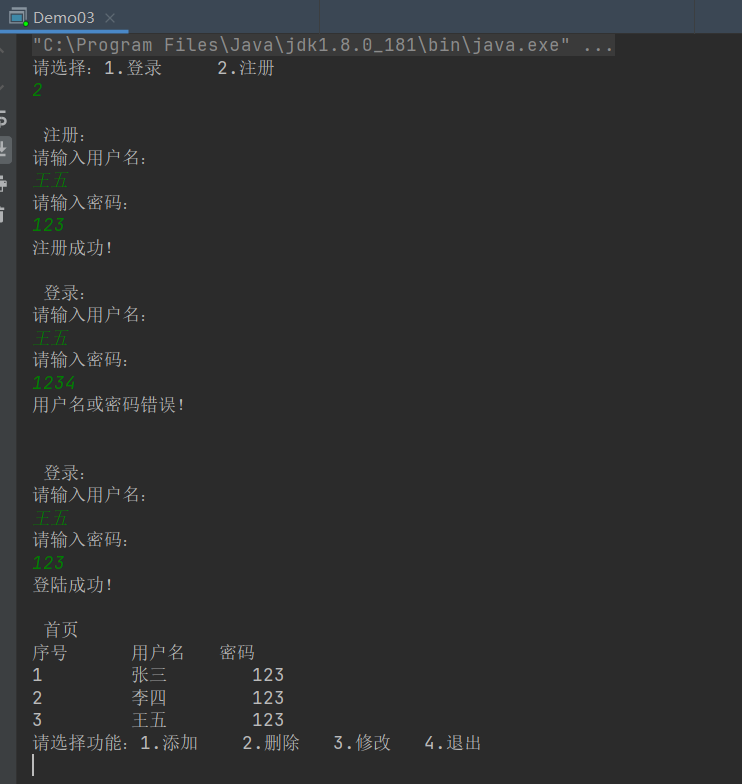 Demo03
"C:\Program Files\Java\jdk1.8.0_181\bin\java.exe" ...
请选择：1.登录     2.注册
2
注册：
请输入用户名：
王五
请输入密码：
123
注册成功！
登录：
请输入用户名：
王五
请输入密码：
1234
用户名或密码错误！
登录：
请输入用户名：
王五
请输入密码：
123
登陆成功！
首页
序号     用户名   密码
1     张三     123
2     李四     123
3     王五     123
请选择功能：1.添加    2.删除   3.修改   4.退出